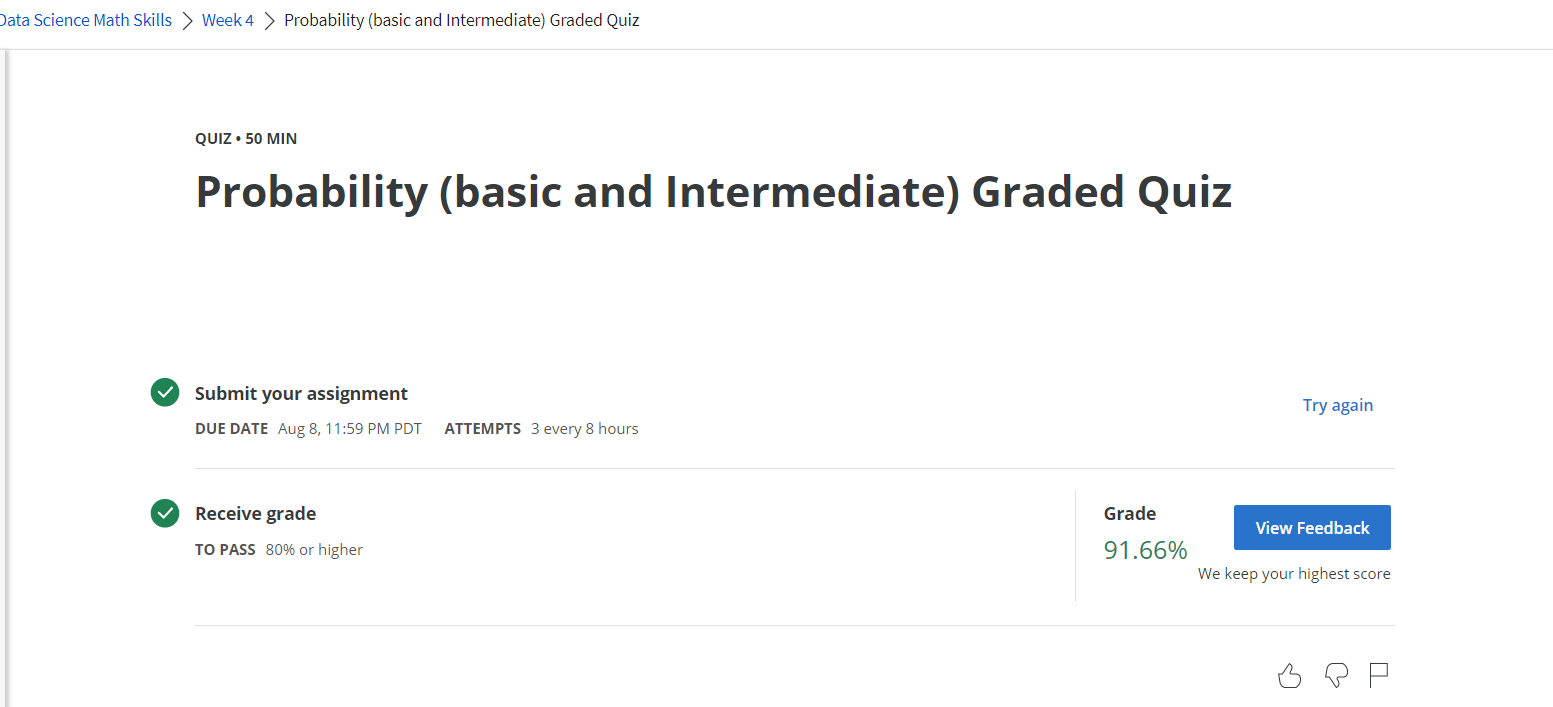 Data Science Math Skills > Week 4 > Probability (basic and Intermediate) Graded Quiz
QUIZ • 50 MIN
Probability (basic and Intermediate) Graded Quiz
Submit your assignment
Try again
DUE DATE Aug 8, 11:59 PM PDT ATTEMPTS 3 every 8 hours
Receive grade
TO PASS 80% or higher
Grade
91.66%
View Feedback
We keep your highest score